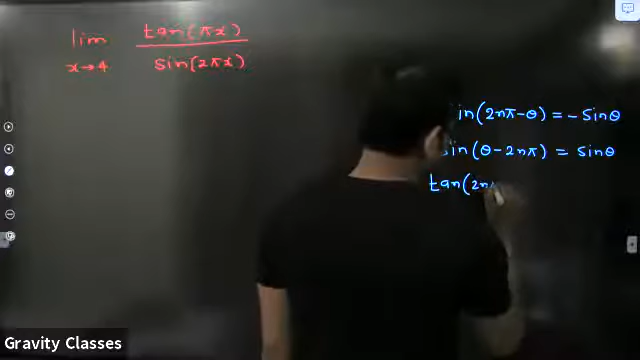 lim tan(πx)
x→4 sin(2πx)
in(2nπ-θ) = -sinθ
sin(θ-2nπ) = sinθ
tan(2n
Gravity Classes